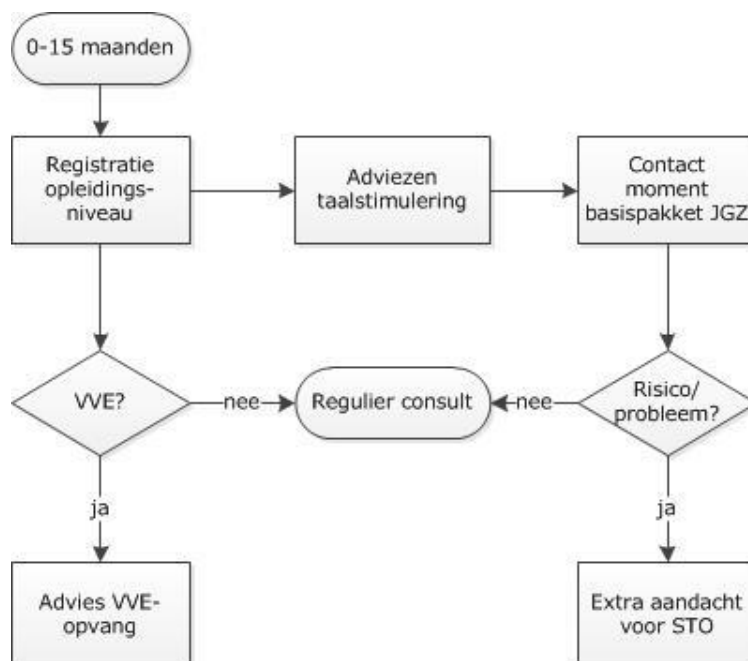 0-15 maanden
Registratie
opleidings-
niveau
Adviezen
taalstimulering
Contact
moment
basispakket JGZ
VVE?
nee
Regulier consult
nee
Risico/
probleem?
ja
ja
Advies VVE-
opvang
Extra aandacht
voor STO